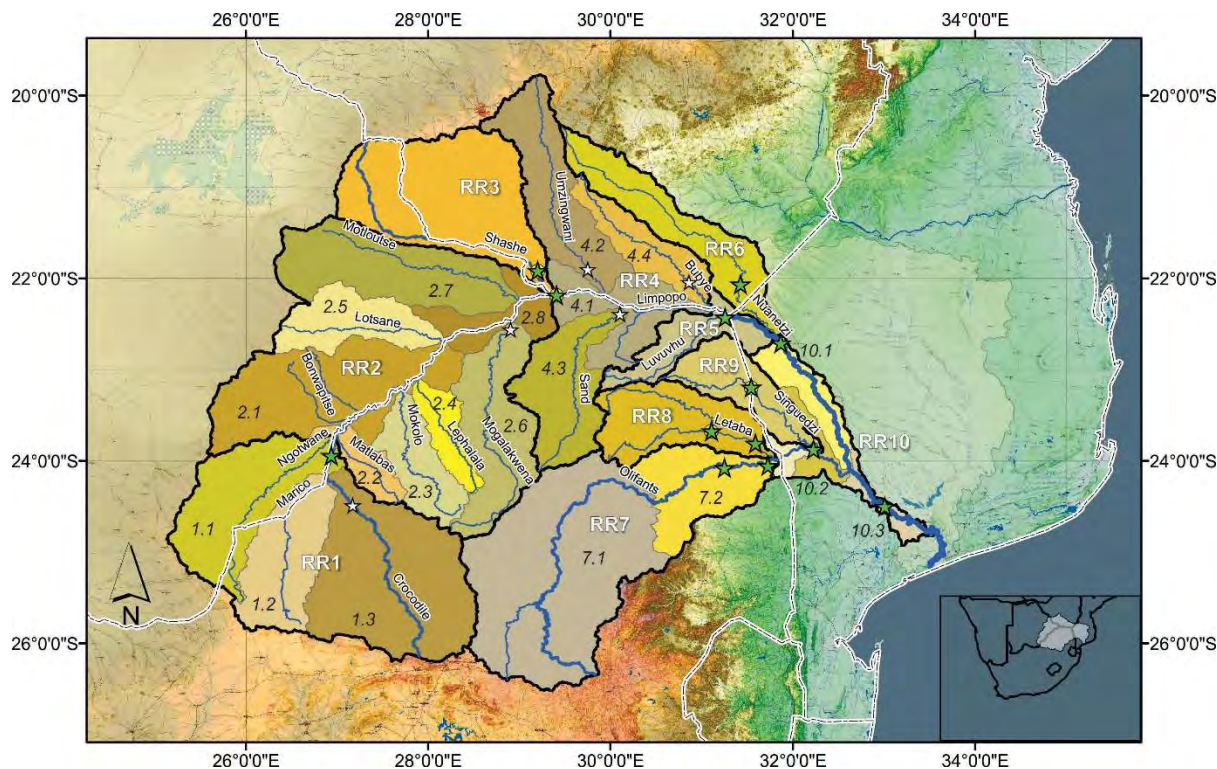 26°0'0"E 28°0'0"E 30°0'0"E 32°0'0"E 34°0'0"E
20°0'0"S 20°0'0"S
RR3
Umzingwani
Motloutse
Shashe
4.2
4.4
RR6
Bubye
22°0'0"S 22°0'0"S
2.7
RR4
2.5
2.8
4.1
Limpopo
Nuanetzi
Lotsane
RR5
10.1
Bonwapitse
RR2
Luvuvhu
4.3
Sand
RR9
2.1
2.4
Mokolo
Lephalala
2.6
Mogalakwena
Singuedzi
RR8
Letaba
RR10
Ngotwane
Matlabas
24°0'0"S 24°0'0"S
Marico
2.2
2.3
Olifants
7.2
10.2
1.1
RR7
10.3
7.1
RR1
Crocodile
1.2
1.3
N
26°0'0"S 26°0'0"S
26°0'0"E 28°0'0"E 30°0'0"E 32°0'0"E 34°0'0"E